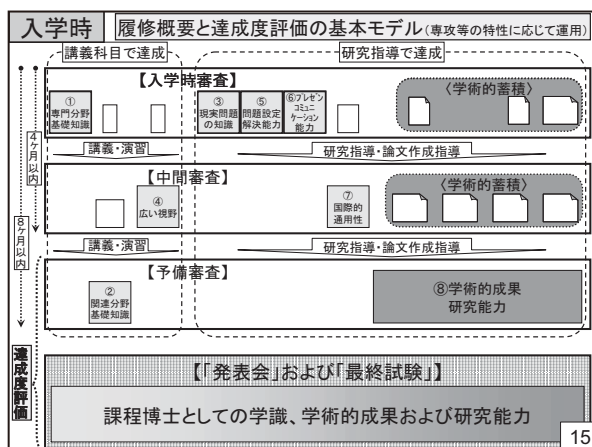 入学時
履修概要と達成度評価の基本モデル(専攻等の特性に応じて運用)
講義科目で達成
研究指導で達成
【入学時審査】
①
専門分野
基礎知識
③
現実問題
の知識
⑤
問題設定
解決能力
⑥プレゼン
コミュニ
ケーション
能力
〈学術的蓄積〉
4ヶ月以内
講義・演習
研究指導・論文作成指導
【中間審査】
④
広い視野
⑦
国際的
通用性
〈学術的蓄積〉
8ヶ月以内
講義・演習
研究指導・論文作成指導
【予備審査】
②
関連分野
基礎知識
⑧学術的成果
研究能力
達成度評価
【「発表会」および「最終試験」】
課程博士としての学識、学術的成果および研究能力
15